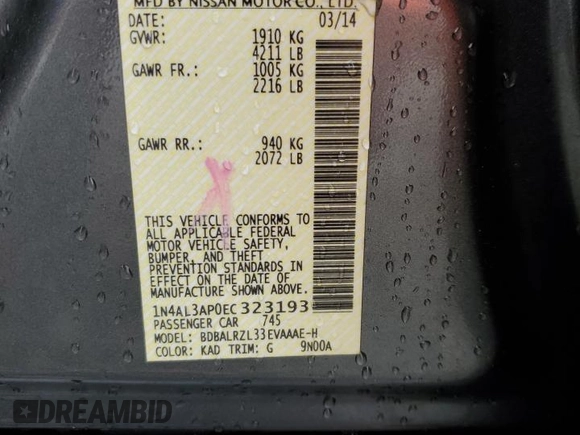 MFD BY NISSAN MOTOR CO., LTD.
DATE: 03/14
GVWR: 1910 KG
4211 LB
GAWR FR.: 1005 KG
2216 LB
GAWR RR.: 940 KG
2072 LB
THIS VEHICLE CONFORMS TO
ALL APPLICABLE FEDERAL
MOTOR VEHICLE SAFETY,
BUMPER, AND THEFT
PREVENTION STANDARDS IN
EFFECT ON THE DATE OF
MANUFACTURE SHOWN ABOVE.
1N4AL3AP0EC323193
PASSENGER CAR 745
MODEL: BDBALRZL33EVAAAE-H
COLOR: KAD TRIM: G 9N00A
DREAMBID